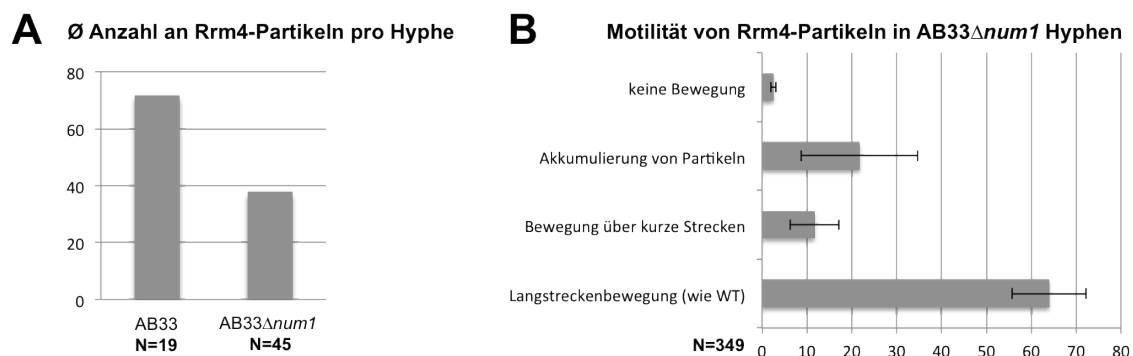 A Ø Anzahl an Rrm4-Partikeln pro Hyphe
80
60
40
20
0
AB33 AB33Δnum1
N=19 N=45
B Motilität von Rrm4-Partikeln in AB33Δnum1 Hyphen
keine Bewegung
Akkumulierung von Partikeln
Bewegung über kurze Strecken
Langstreckenbewegung (wie WT)
N=349 0 10 20 30 40 50 60 70 80